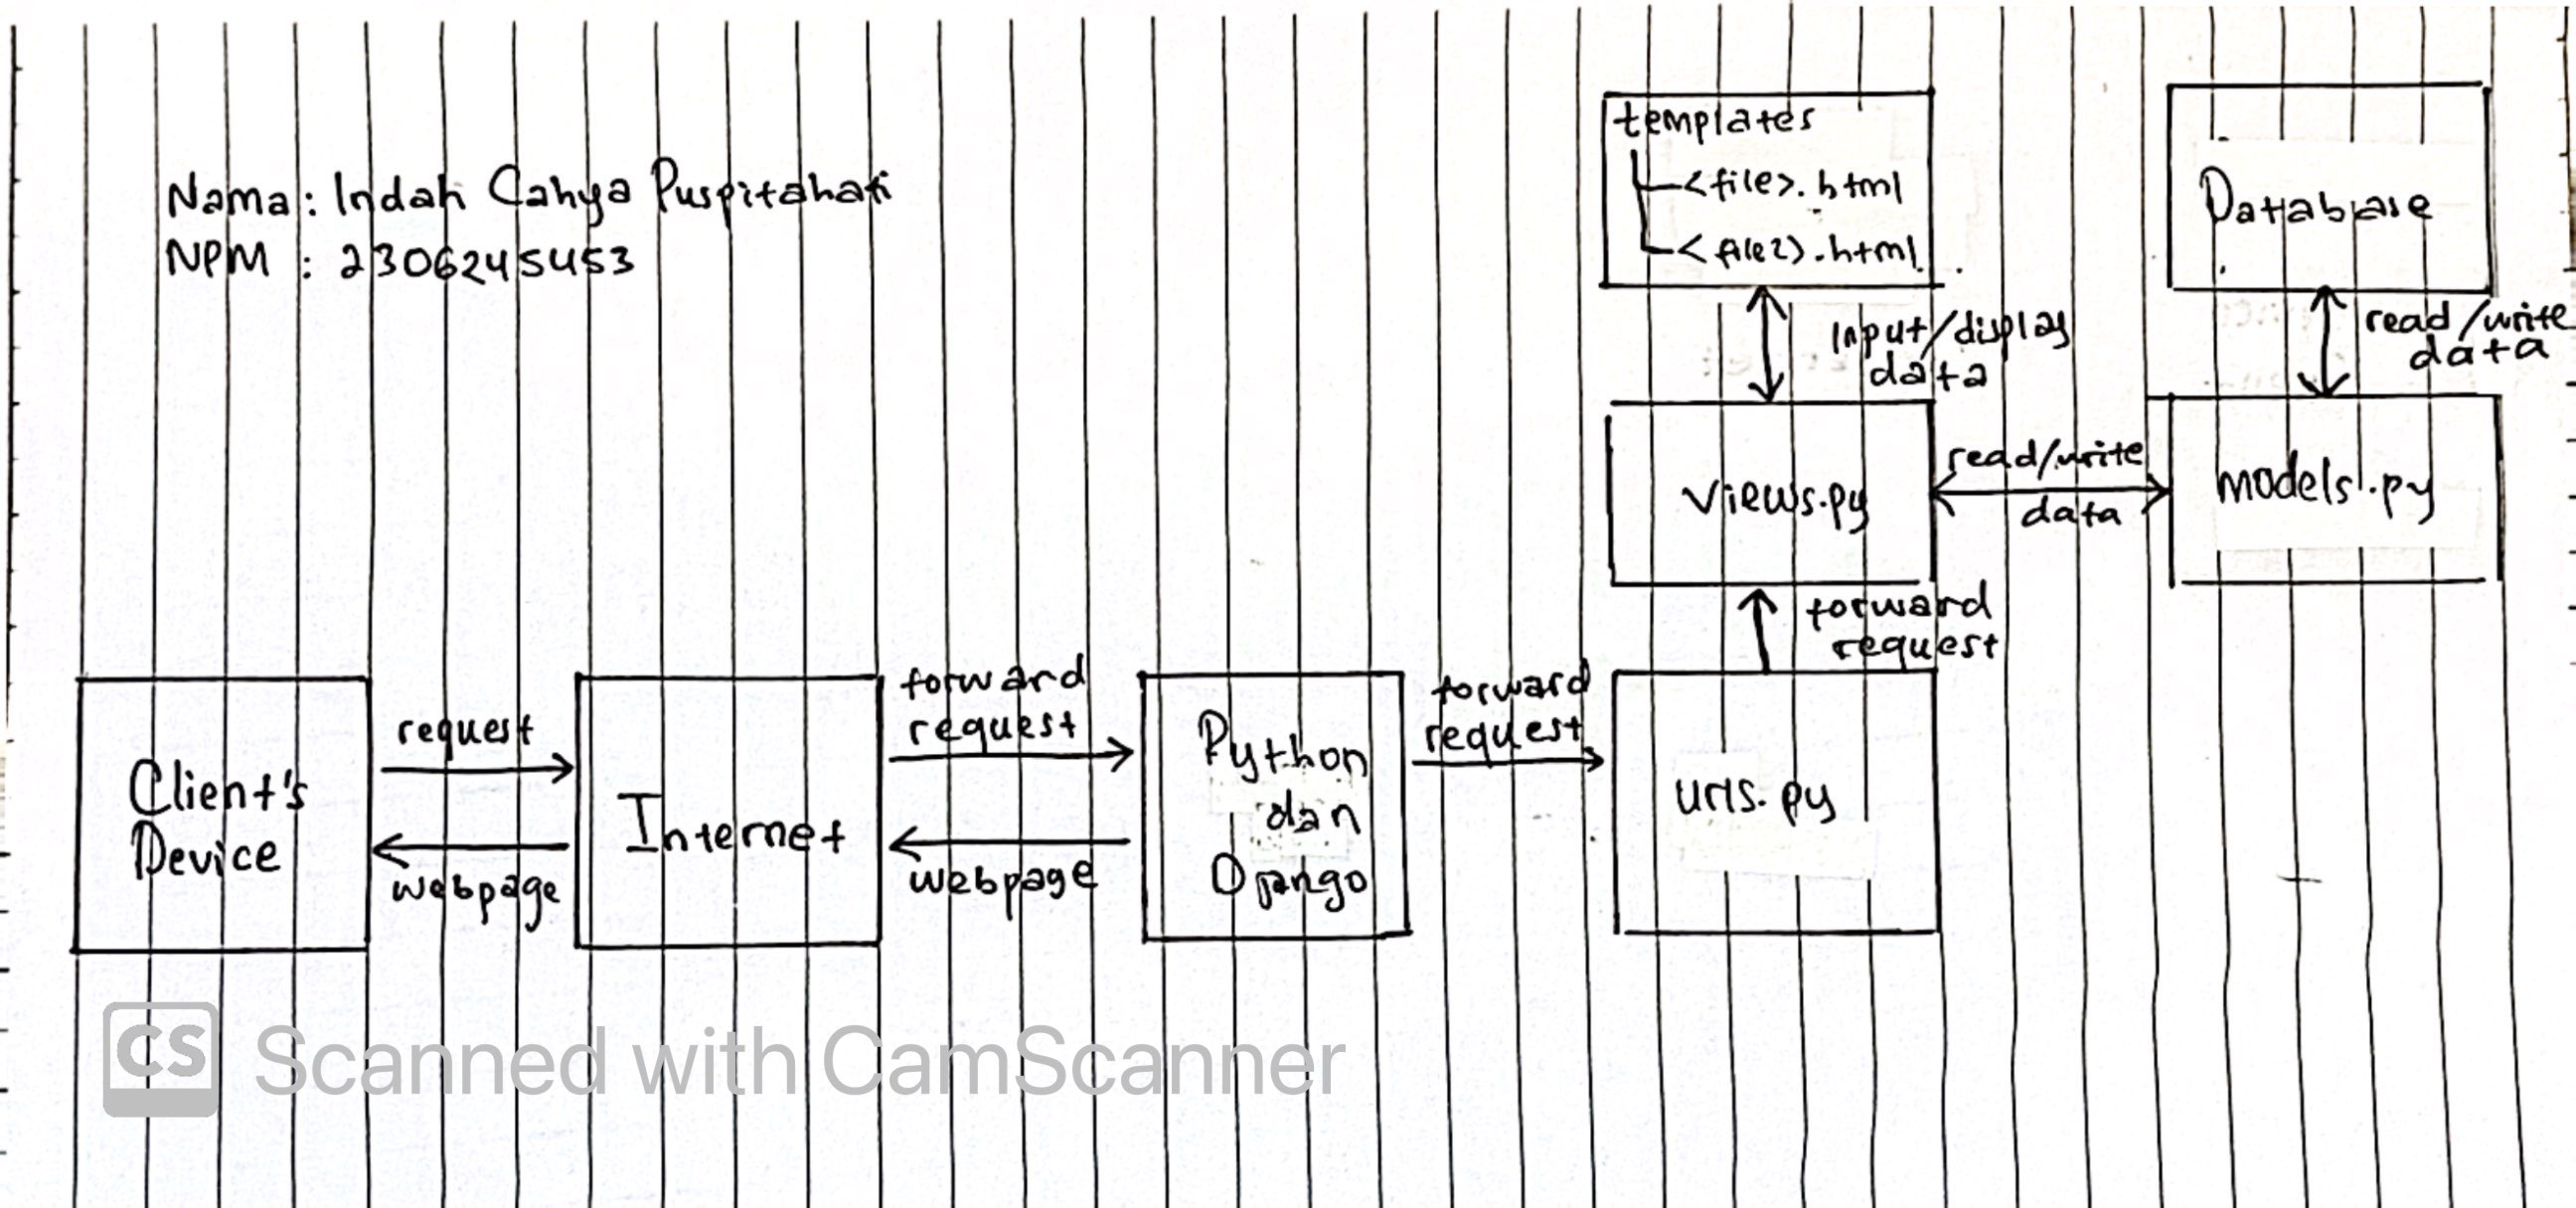 Nama : Indah Cahya Puspitahati
NPM : 2306245453
templates
<file>.html
<file2>.html
Database
Input/display
data
read/write
data
views.py
read/write
data
models.py
forward
request
Client's
Device
request
webpage
Internet
forward
request
webpage
Python
dan
Django
forward
request
urls.py
CS Scanned with CamScanner